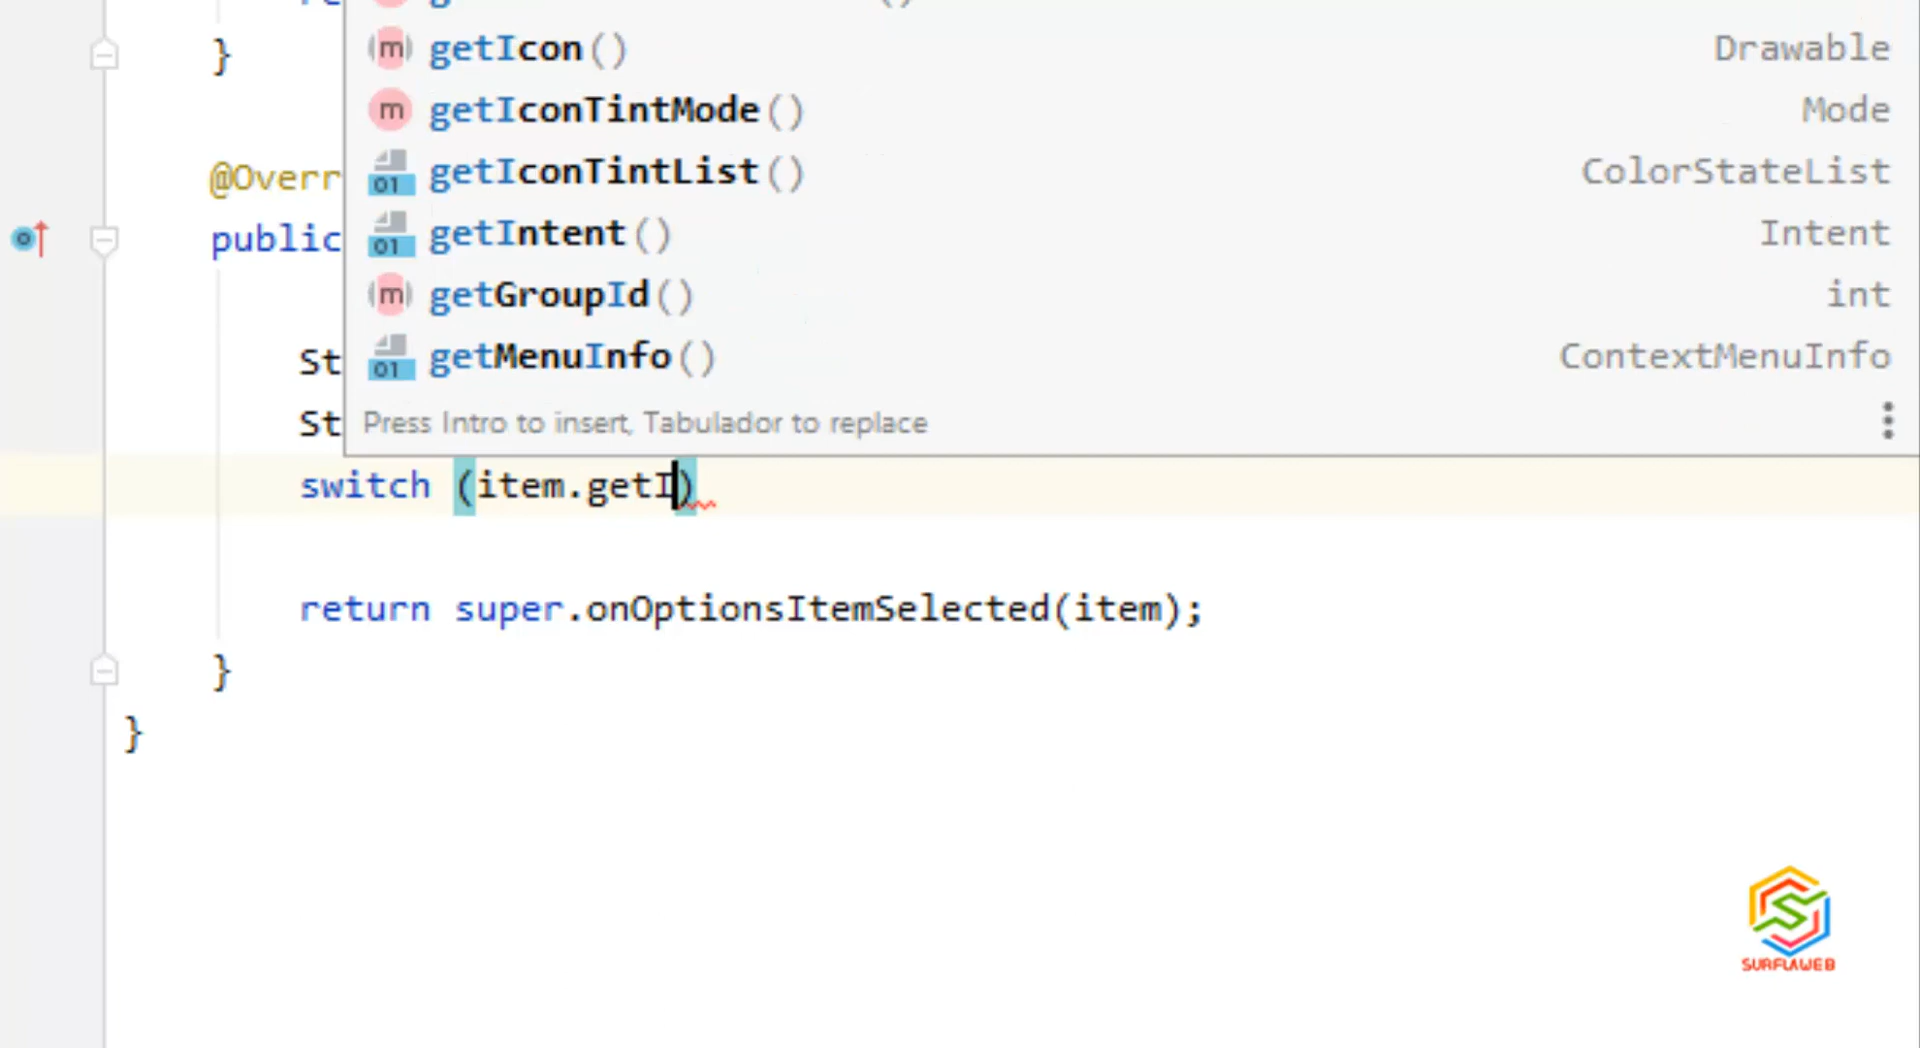 }
getIcon() Drawable
getIconTintMode() Mode
@Overr
getIconTintList() ColorStateList
public
getIntent() Intent
getGroupId() int
St
getMenuInfo() ContextMenuInfo
St
Press Intro to insert, Tabulador to replace
switch (item.getI)
return super.onOptionsItemSelected(item);
}
}
SURFLAWEB